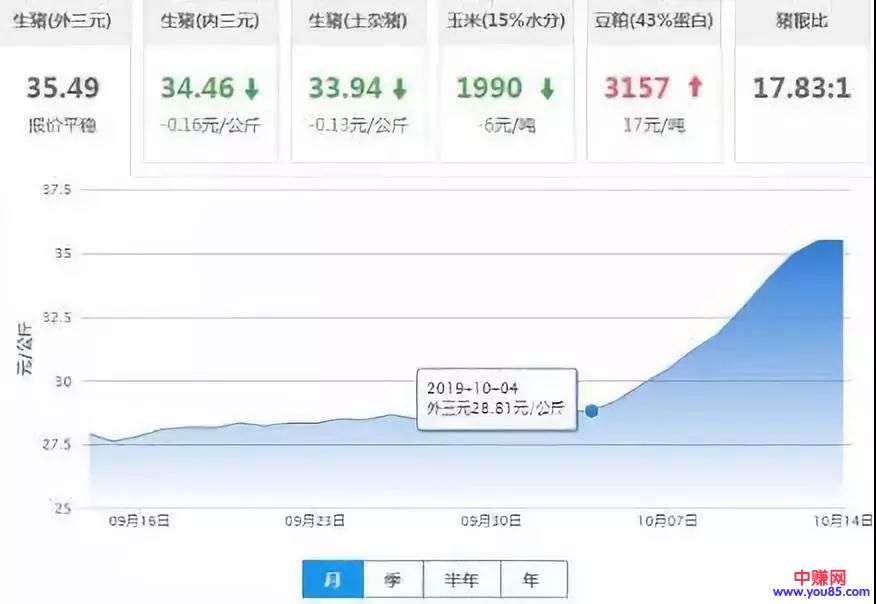 生猪(外三元)
35.49
报价平稳
生猪(内三元)
34.46
-0.16元/公斤
生猪(土杂猪)
33.94
-0.13元/公斤
玉米(15%水分)
1990
-6元/吨
豆粕(43%蛋白)
3157
17元/吨
猪粮比
17.83:1
37.5
35
32.5
30
27.5
25
元/公斤
2019-10-04
外三元28.81元/公斤
09月16日
09月23日
09月30日
10月07日
10月14日
月
季
半年
年
中赚网
www.you85.com